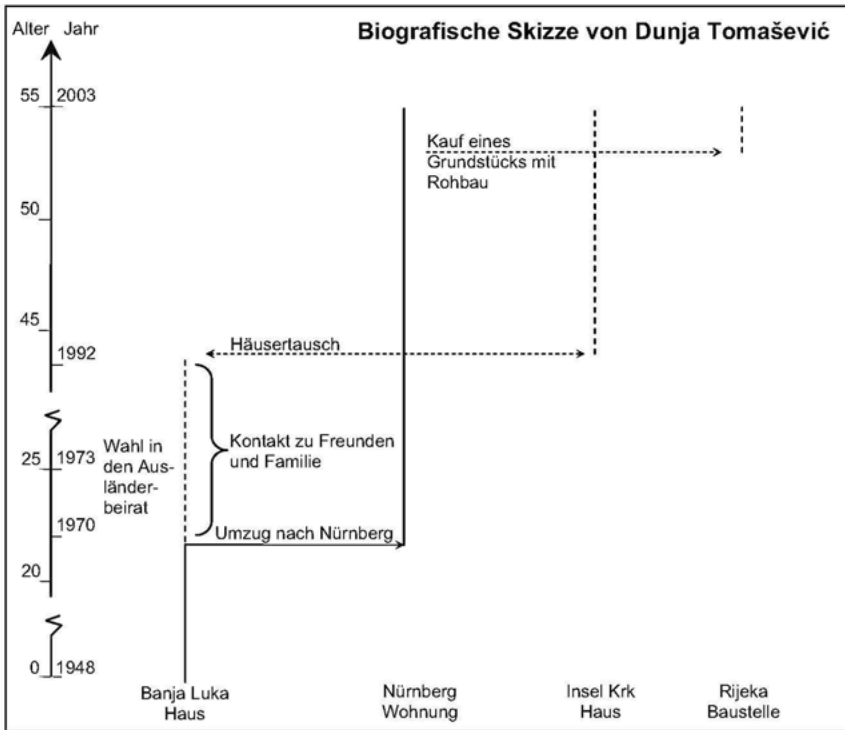 Biografische Skizze von Dunja Tomašević
Alter Jahr
55 2003
Kauf eines
Grundstücks mit
Rohbau
50
45
Häusertausch
1992
Wahl in
den Aus-
länder-
beirat
Kontakt zu Freunden
und Familie
25 1973
1970
Umzug nach Nürnberg
20
0 1948
Banja Luka
Haus
Nürnberg
Wohnung
Insel Krk
Haus
Rijeka
Baustelle